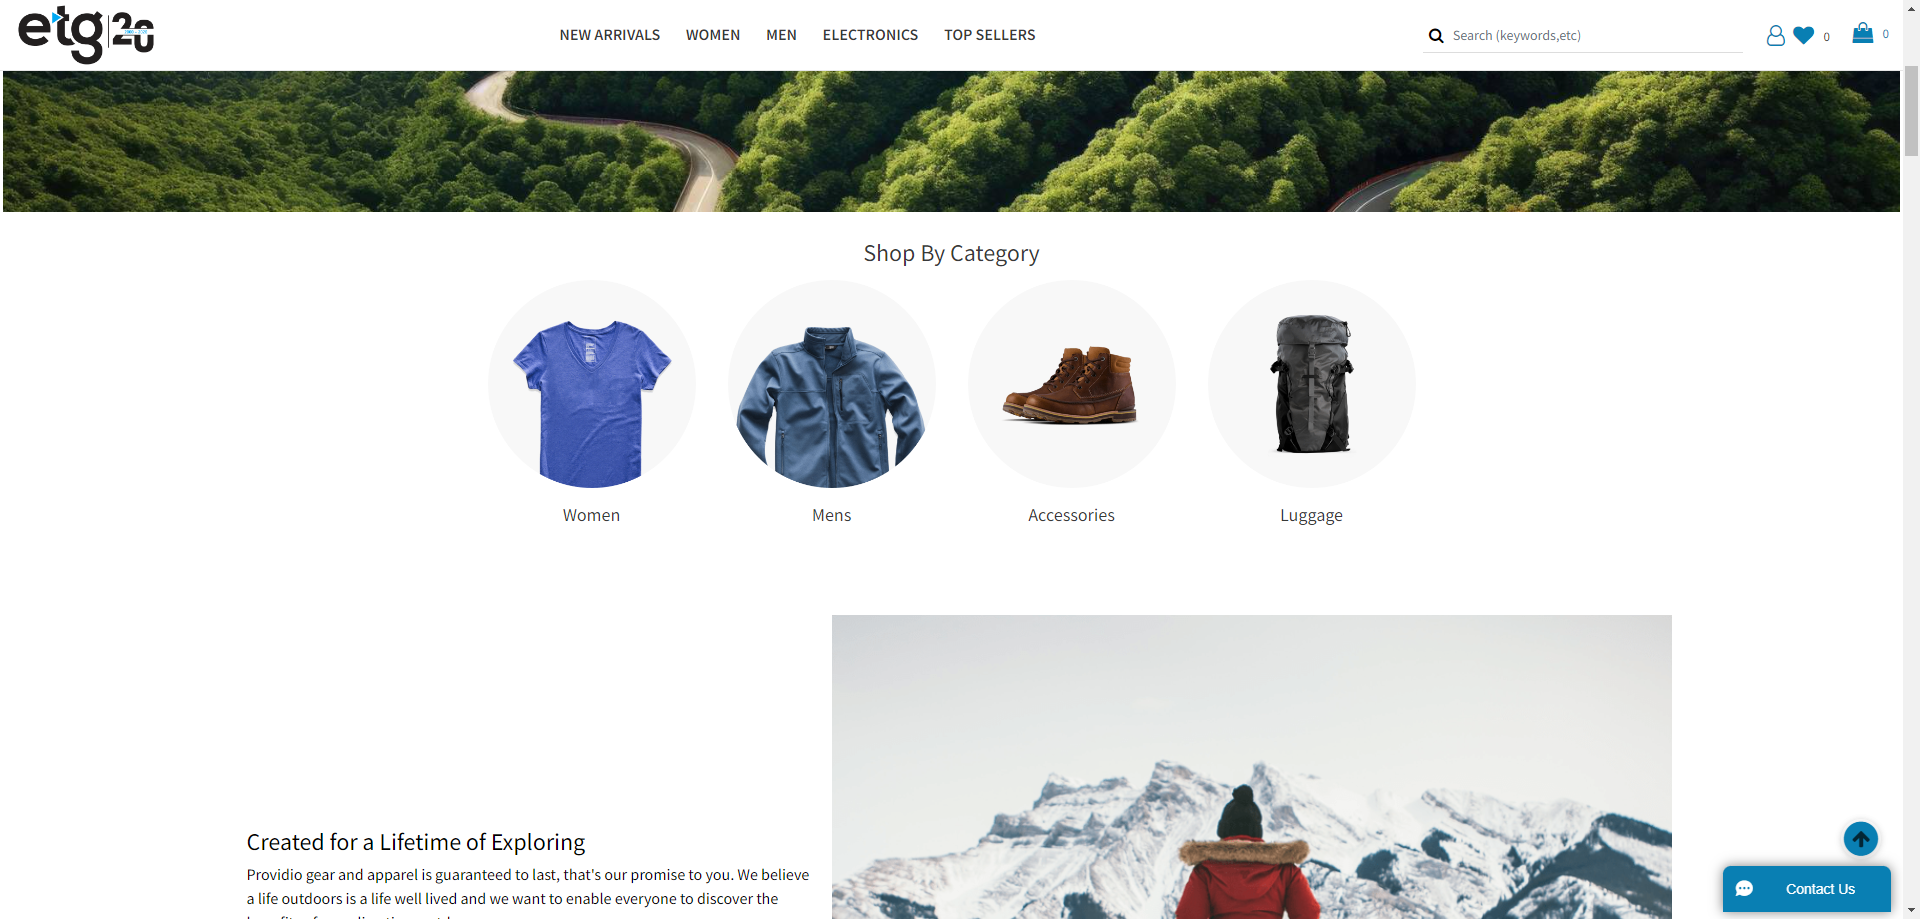 etg 20
NEW ARRIVALS WOMEN MEN ELECTRONICS TOP SELLERS
Search (keywords,etc)
0
0
Shop By Category
Women
Mens
Accessories
Luggage
Created for a Lifetime of Exploring
Providio gear and apparel is guaranteed to last, that's our promise to you. We believe
a life outdoors is a life well lived and we want to enable everyone to discover the
Contact Us